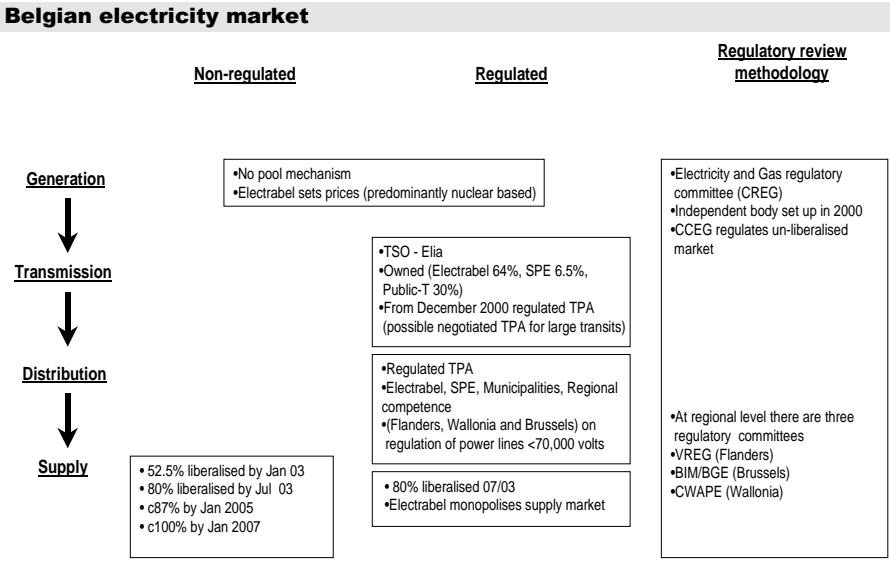 Belgian electricity market
Non-regulated
Regulated
Regulatory review
methodology
Generation
•No pool mechanism
•Electrabel sets prices (predominantly nuclear based)
•Electricity and Gas regulatory
committee (CREG)
•Independent body set up in 2000
•CCEG regulates un-liberalised
market
Transmission
•TSO - Elia
•Owned (Electrabel 64%, SPE 6.5%,
Public-T 30%)
•From December 2000 regulated TPA
(possible negotiated TPA for large transits)
Distribution
•Regulated TPA
•Electrabel, SPE, Municipalities, Regional
competence
•(Flanders, Wallonia and Brussels) on
regulation of power lines <70,000 volts
•At regional level there are three
regulatory committees
•VREG (Flanders)
•BIM/BGE (Brussels)
•CWAPE (Wallonia)
Supply
• 52.5% liberalised by Jan 03
• 80% liberalised by Jul 03
• c87% by Jan 2005
• c100% by Jan 2007
• 80% liberalised 07/03
•Electrabel monopolises supply market